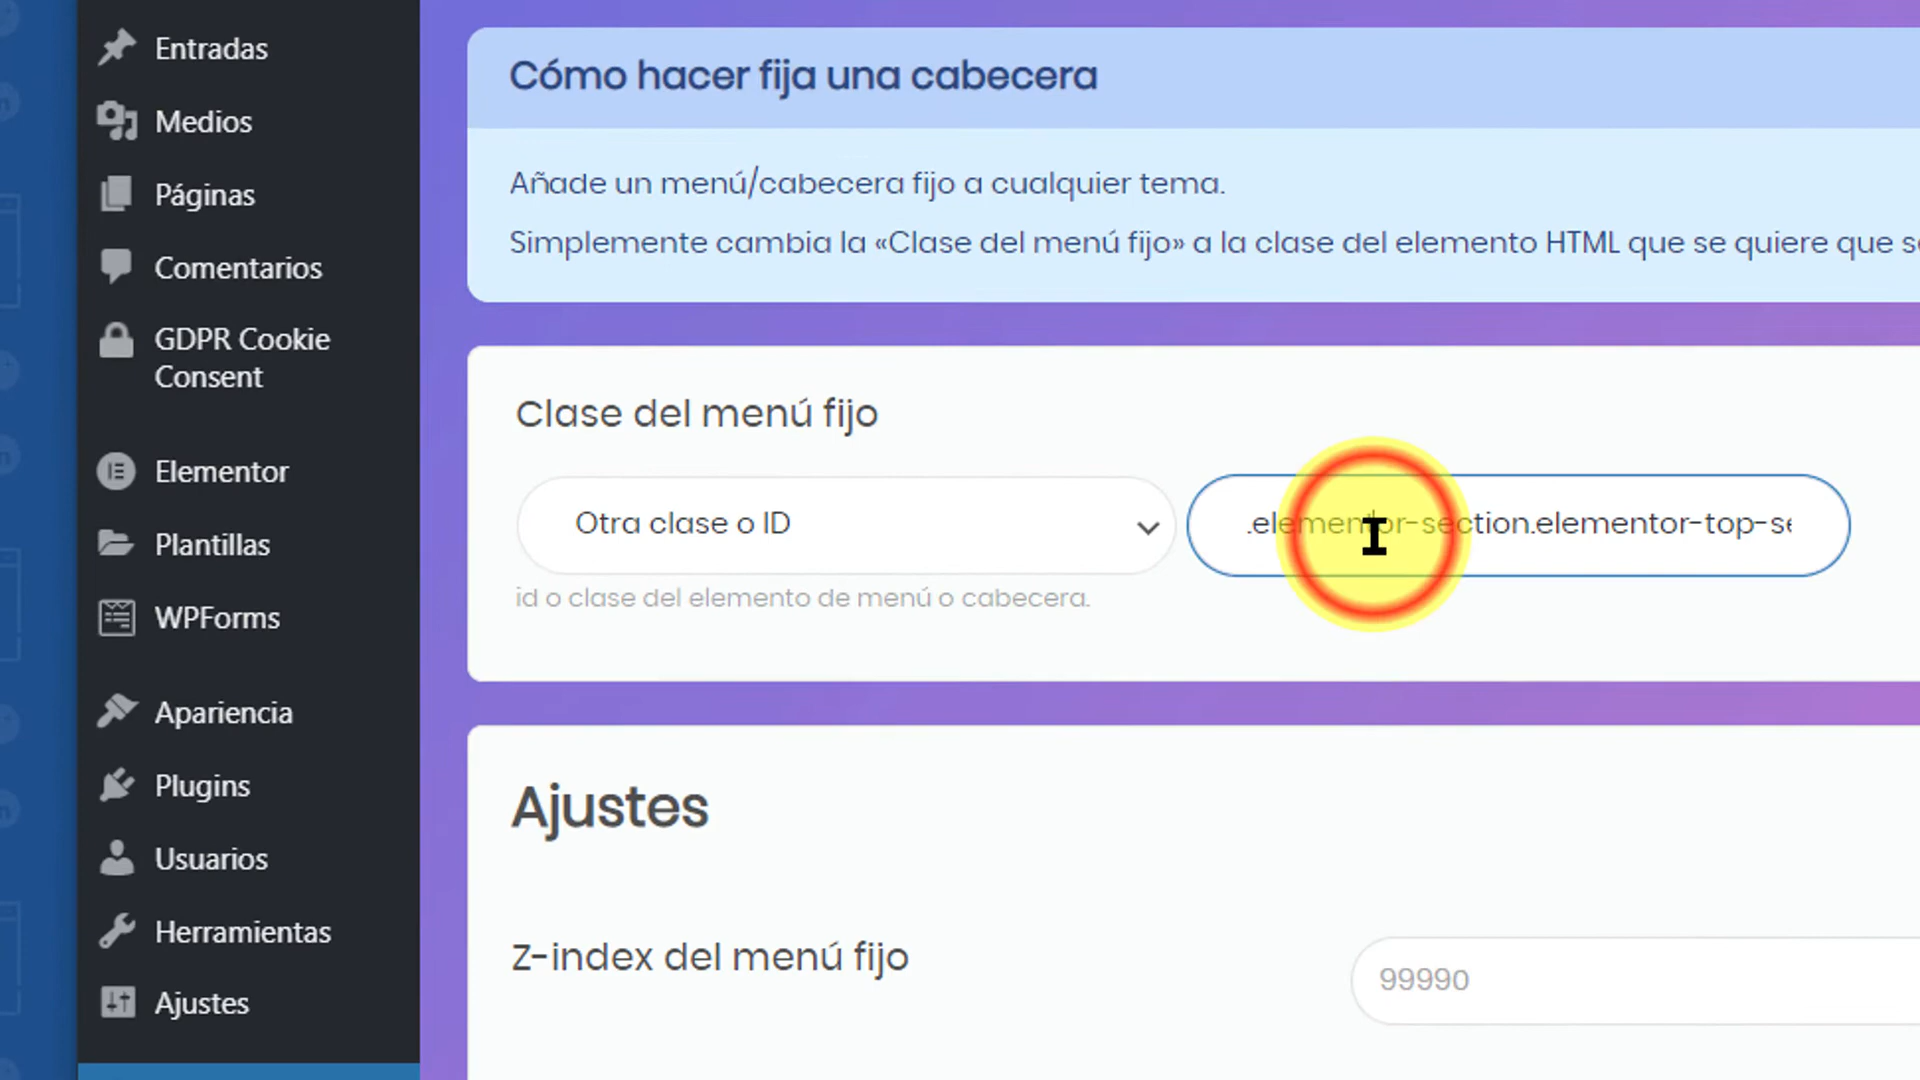 Entradas
Medios
Páginas
Comentarios
GDPR Cookie
Consent
Elementor
Plantillas
WPForms
Apariencia
Plugins
Usuarios
Herramientas
Ajustes
Cómo hacer fija una cabecera
Añade un menú/cabecera fijo a cualquier tema.
Simplemente cambia la «Clase del menú fijo» a la clase del elemento HTML que se quiere que
Clase del menú fijo
Otra clase o ID
.elementor-section.elementor-top-se
id o clase del elemento de menú o cabecera.
Ajustes
Z-index del menú fijo
99990